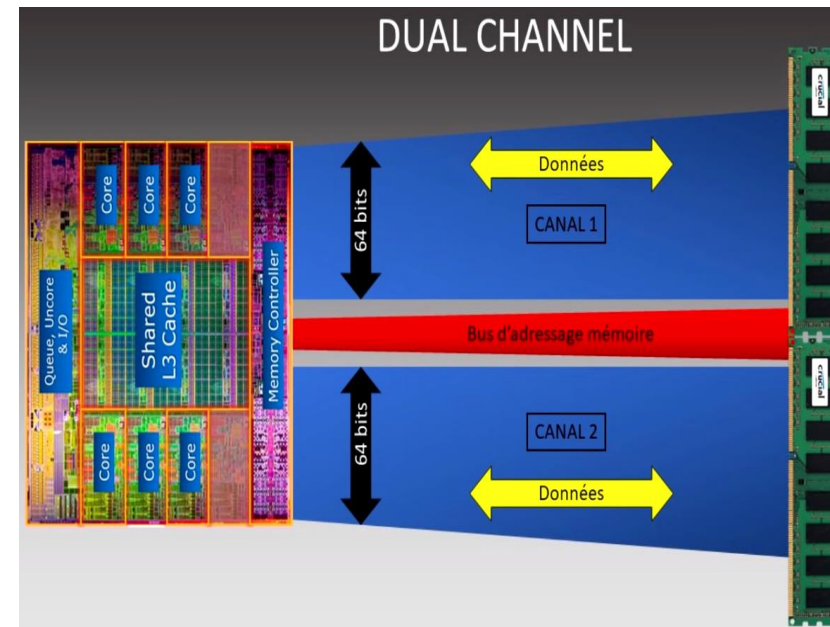 DUAL CHANNEL
Queue, Uncore
& I/O
Core
Core
Core
Shared
L3 Cache
Core
Core
Core
Memory Controller
64 bits
Données
CANAL 1
Bus d'adressage mémoire
64 bits
CANAL 2
Données
crucial
crucial